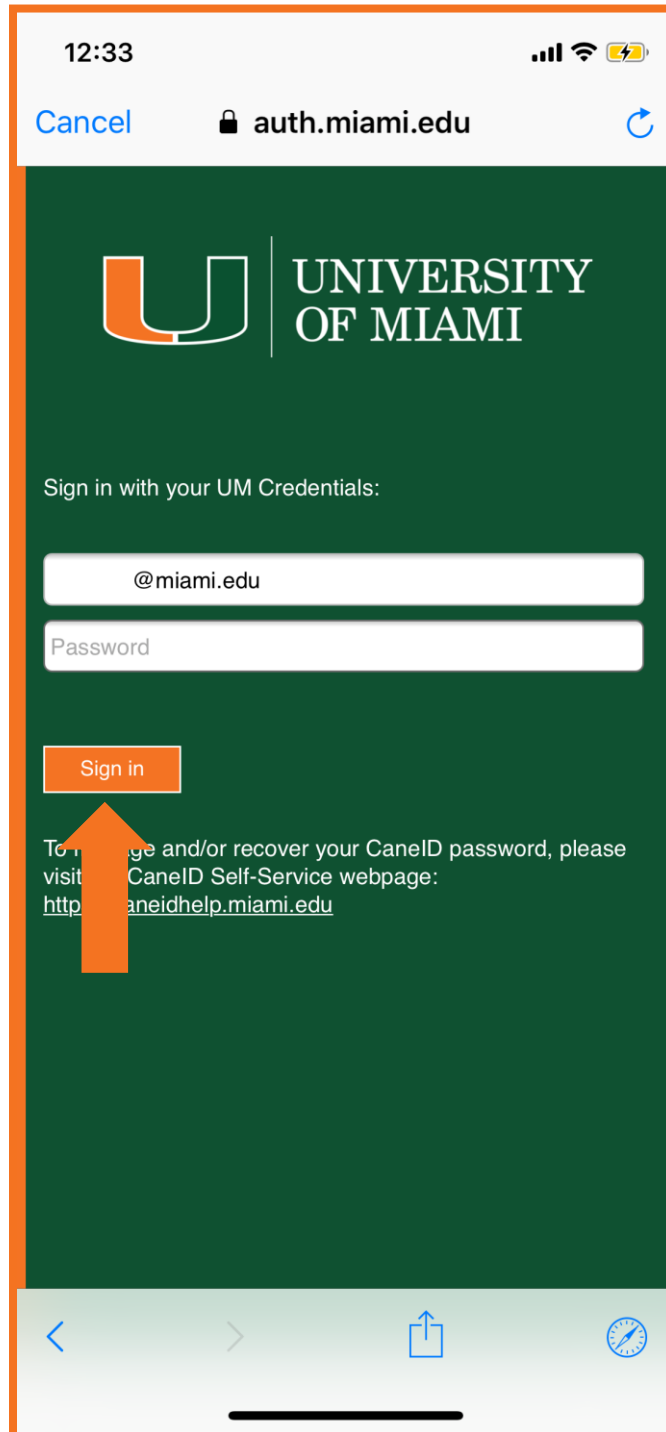 12:33
Cancel auth.miami.edu
UNIVERSITY
OF MIAMI
Sign in with your UM Credentials:
@miami.edu
Password
Sign in
To and/or recover your CaneID password, please
visit CaneID Self-Service webpage:
http aneidhelp.miami.edu